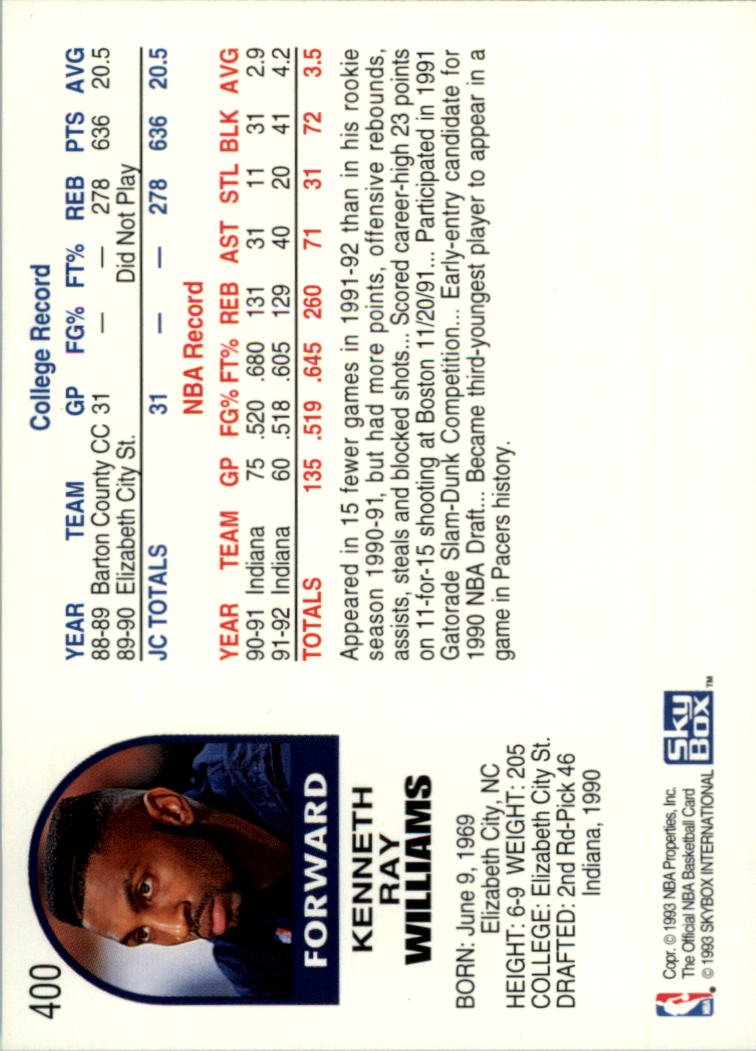 400
FORWARD
KENNETH
RAY
WILLIAMS
BORN: June 9, 1969
Elizabeth City, NC
HEIGHT: 6-9 WEIGHT: 205
COLLEGE: Elizabeth City St.
DRAFTED: 2nd Rd-Pick 46
Indiana, 1990
NBA
Copr. © 1993 NBA Properties, Inc.
The Official NBA Basketball Card
© 1993 SKYBOX INTERNATIONAL
SkyBox™
College Record
YEAR TEAM GP FG% FT% REB PTS AVG
88-89 Barton County CC 31 — — 278 636 20.5
89-90 Elizabeth City St. Did Not Play
JC TOTALS 31 — — 278 636 20.5
NBA Record
YEAR TEAM GP FG% FT% REB AST STL BLK AVG
90-91 Indiana 75 .520 .680 131 31 11 31 2.9
91-92 Indiana 60 .518 .605 129 40 20 41 4.2
TOTALS 135 .519 .645 260 71 31 72 3.5
Appeared in 15 fewer games in 1991-92 than in his rookie
season 1990-91, but had more points, offensive rebounds,
assists, steals and blocked shots... Scored career-high 23 points
on 11-for-15 shooting at Boston 11/20/91... Participated in 1991
Gatorade Slam-Dunk Competition... Early-entry candidate for
1990 NBA Draft... Became third-youngest player to appear in a
game in Pacers history.